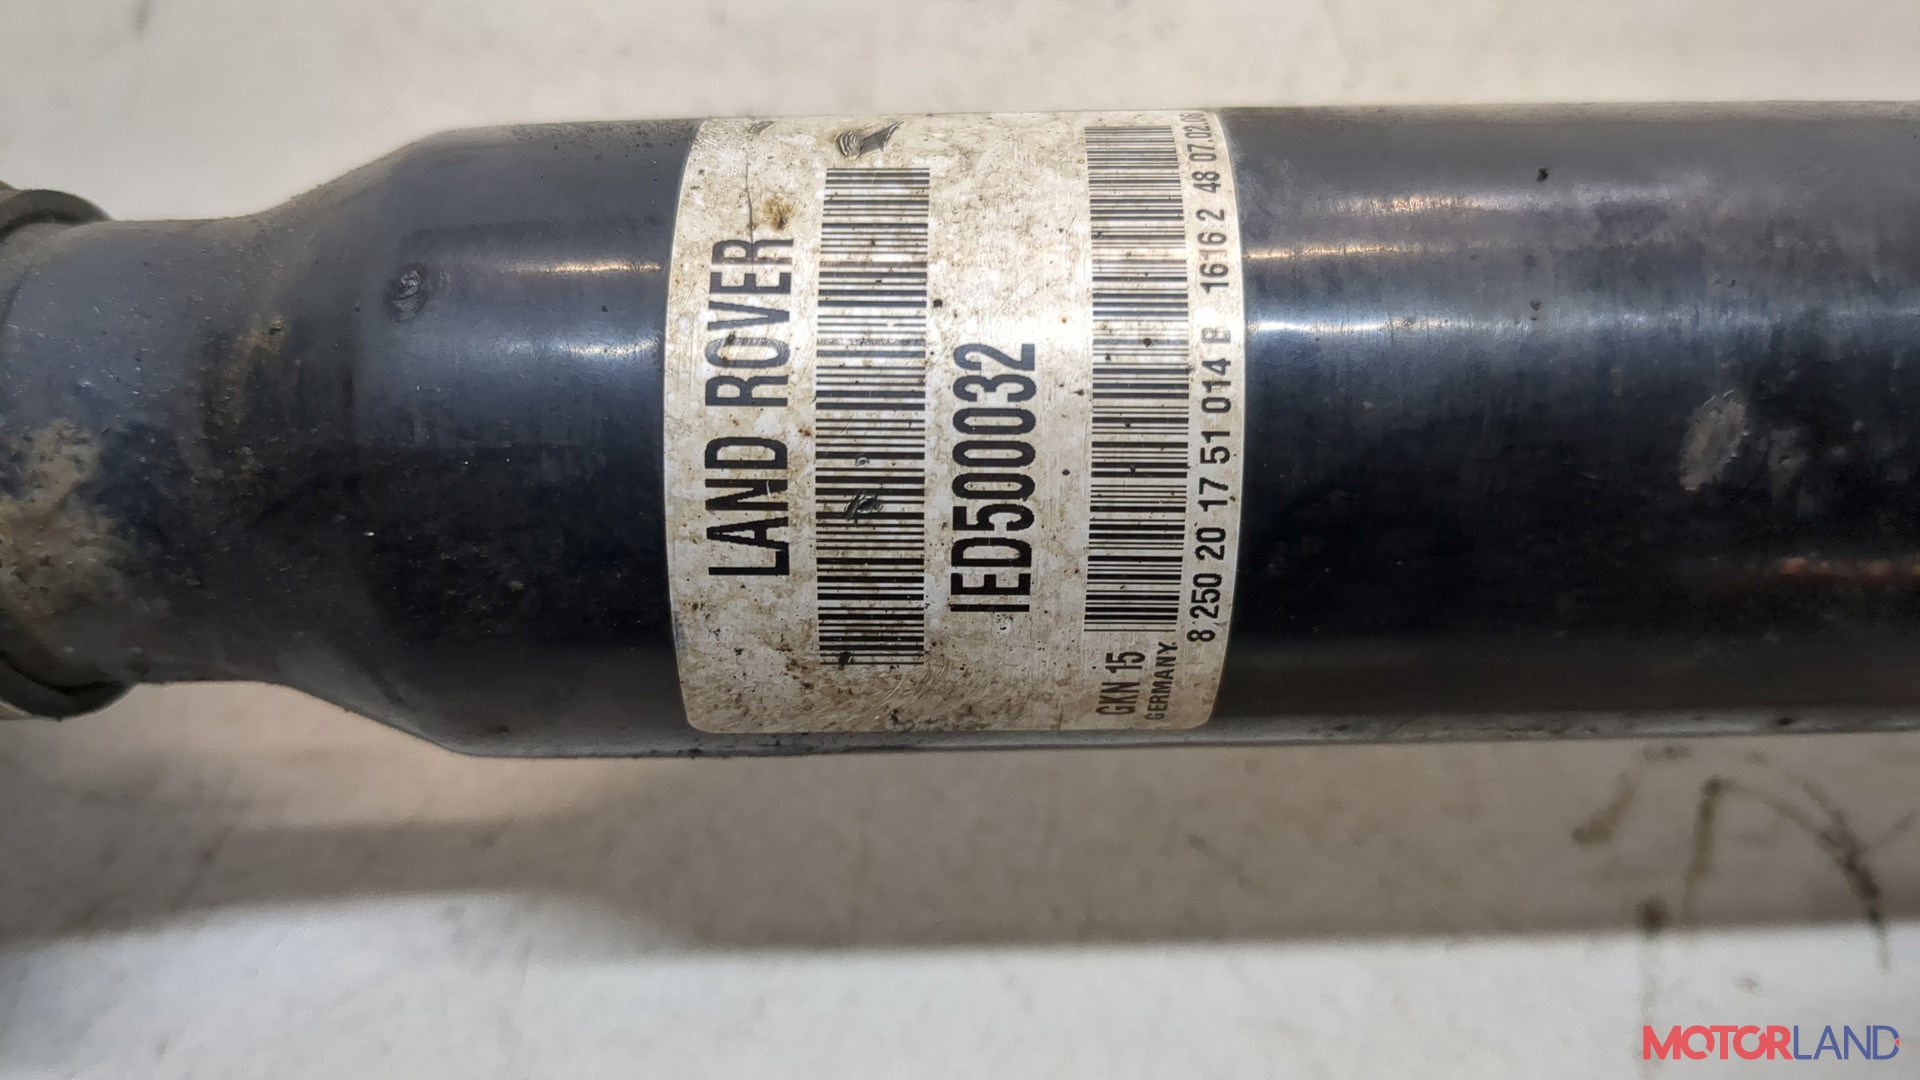 LAND ROVER
IED500032
GKN 15
GERMANY
8 250 20 17 51 014 B 1616 2 48 07.02.06
MOTORLAND